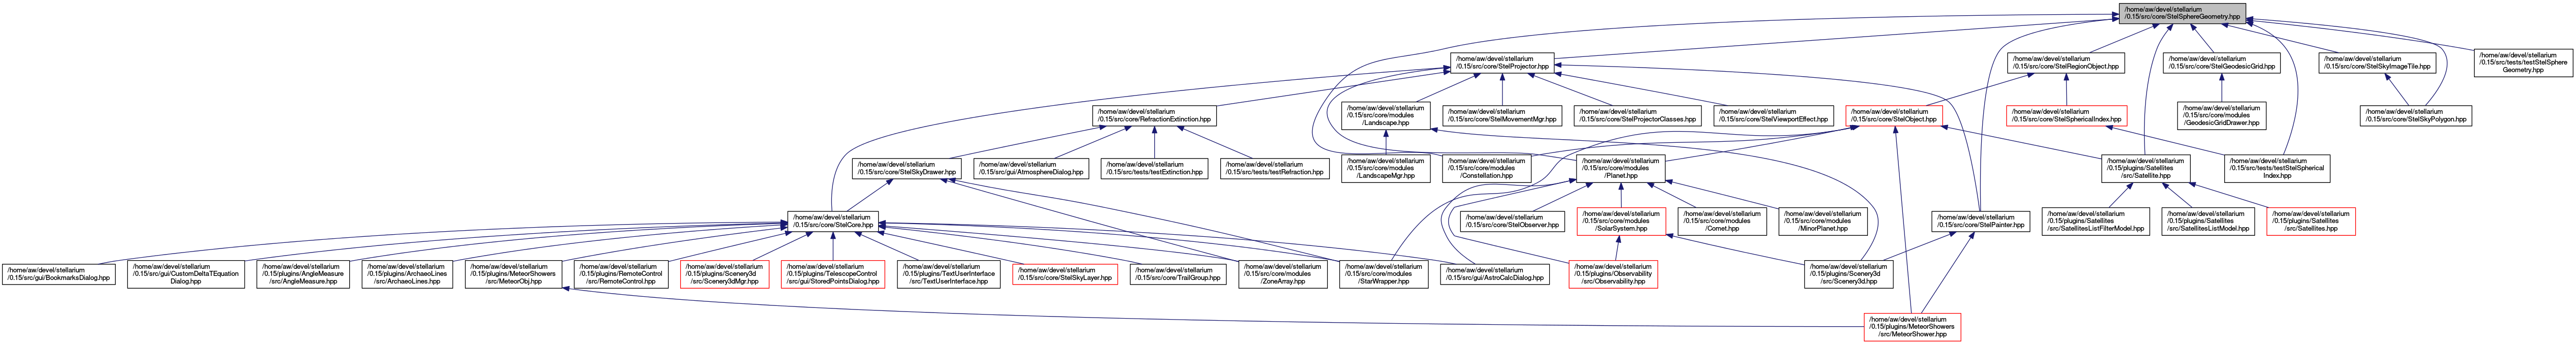 /home/aw/devel/stellarium
/0.15/src/core/StelSphereGeometry.hpp
/home/aw/devel/stellarium
/0.15/src/core/StelProjector.hpp
/home/aw/devel/stellarium
/0.15/src/core/StelRegionObject.hpp
/home/aw/devel/stellarium
/0.15/src/core/StelGeodesicGrid.hpp
/home/aw/devel/stellarium
/0.15/src/core/StelSkyImageTile.hpp
/home/aw/devel/stellarium
/0.15/src/tests/testStelSphere
Geometry.hpp
/home/aw/devel/stellarium
/0.15/src/core/RefractionExtinction.hpp
/home/aw/devel/stellarium
/0.15/src/core/modules
/Landscape.hpp
/home/aw/devel/stellarium
/0.15/src/core/StelMovementMgr.hpp
/home/aw/devel/stellarium
/0.15/src/core/StelProjectorClasses.hpp
/home/aw/devel/stellarium
/0.15/src/core/StelViewportEffect.hpp
/home/aw/devel/stellarium
/0.15/src/core/StelObject.hpp
/home/aw/devel/stellarium
/0.15/src/core/StelSphericalIndex.hpp
/home/aw/devel/stellarium
/0.15/src/core/modules
/GeodesicGridDrawer.hpp
/home/aw/devel/stellarium
/0.15/src/core/StelSkyPolygon.hpp
/home/aw/devel/stellarium
/0.15/src/core/StelSkyDrawer.hpp
/home/aw/devel/stellarium
/0.15/src/gui/AtmosphereDialog.hpp
/home/aw/devel/stellarium
/0.15/src/tests/testExtinction.hpp
/home/aw/devel/stellarium
/0.15/src/tests/testRefraction.hpp
/home/aw/devel/stellarium
/0.15/src/core/modules
/LandscapeMgr.hpp
/home/aw/devel/stellarium
/0.15/src/core/modules
/Constellation.hpp
/home/aw/devel/stellarium
/0.15/src/core/modules
/Planet.hpp
/home/aw/devel/stellarium
/0.15/plugins/Satellites
/src/Satellite.hpp
/home/aw/devel/stellarium
/0.15/src/tests/testStelSpherical
Index.hpp
/home/aw/devel/stellarium
/0.15/src/core/StelCore.hpp
/home/aw/devel/stellarium
/0.15/src/core/StelObserver.hpp
/home/aw/devel/stellarium
/0.15/src/core/modules
/SolarSystem.hpp
/home/aw/devel/stellarium
/0.15/src/core/modules
/Comet.hpp
/home/aw/devel/stellarium
/0.15/src/core/modules
/MinorPlanet.hpp
/home/aw/devel/stellarium
/0.15/src/core/StelPainter.hpp
/home/aw/devel/stellarium
/0.15/plugins/Satellites
/src/SatellitesListFilterModel.hpp
/home/aw/devel/stellarium
/0.15/plugins/Satellites
/src/SatellitesListModel.hpp
/home/aw/devel/stellarium
/0.15/plugins/Satellites
/src/Satellites.hpp
/home/aw/devel/stellarium
/0.15/src/gui/BookmarksDialog.hpp
/home/aw/devel/stellarium
/0.15/src/gui/CustomDeltaTEquation
Dialog.hpp
/home/aw/devel/stellarium
/0.15/plugins/AngleMeasure
/src/AngleMeasure.hpp
/home/aw/devel/stellarium
/0.15/plugins/ArchaeoLines
/src/ArchaeoLines.hpp
/home/aw/devel/stellarium
/0.15/plugins/MeteorShowers
/src/MeteorObj.hpp
/home/aw/devel/stellarium
/0.15/plugins/RemoteControl
/src/RemoteControl.hpp
/home/aw/devel/stellarium
/0.15/plugins/Scenery3d
/src/Scenery3dMgr.hpp
/home/aw/devel/stellarium
/0.15/plugins/TelescopeControl
/src/gui/StoredPointsDialog.hpp
/home/aw/devel/stellarium
/0.15/plugins/TextUserInterface
/src/TextUserInterface.hpp
/home/aw/devel/stellarium
/0.15/src/core/StelSkyLayer.hpp
/home/aw/devel/stellarium
/0.15/src/core/TrailGroup.hpp
/home/aw/devel/stellarium
/0.15/src/core/modules
/ZoneArray.hpp
/home/aw/devel/stellarium
/0.15/src/core/modules
/StarWrapper.hpp
/home/aw/devel/stellarium
/0.15/src/gui/AstroCalcDialog.hpp
/home/aw/devel/stellarium
/0.15/plugins/Observability
/src/Observability.hpp
/home/aw/devel/stellarium
/0.15/plugins/Scenery3d
/src/Scenery3d.hpp
/home/aw/devel/stellarium
/0.15/plugins/MeteorShowers
/src/MeteorShower.hpp